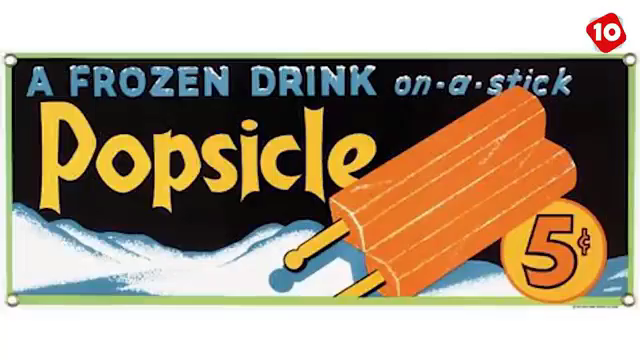 10
A FROZEN DRINK on-a-stick
Popsicle
5¢